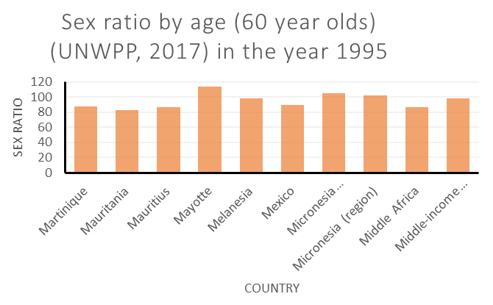 Sex ratio by age (60 year olds)
(UNWPP, 2017) in the year 1995
SEX RATIO
120
100
80
60
40
20
0
Martinique
Mauritania
Mauritius
Mayotte
Melanesia
Mexico
Micronesia...
Micronesia (region)
Middle Africa
Middle-income...
COUNTRY